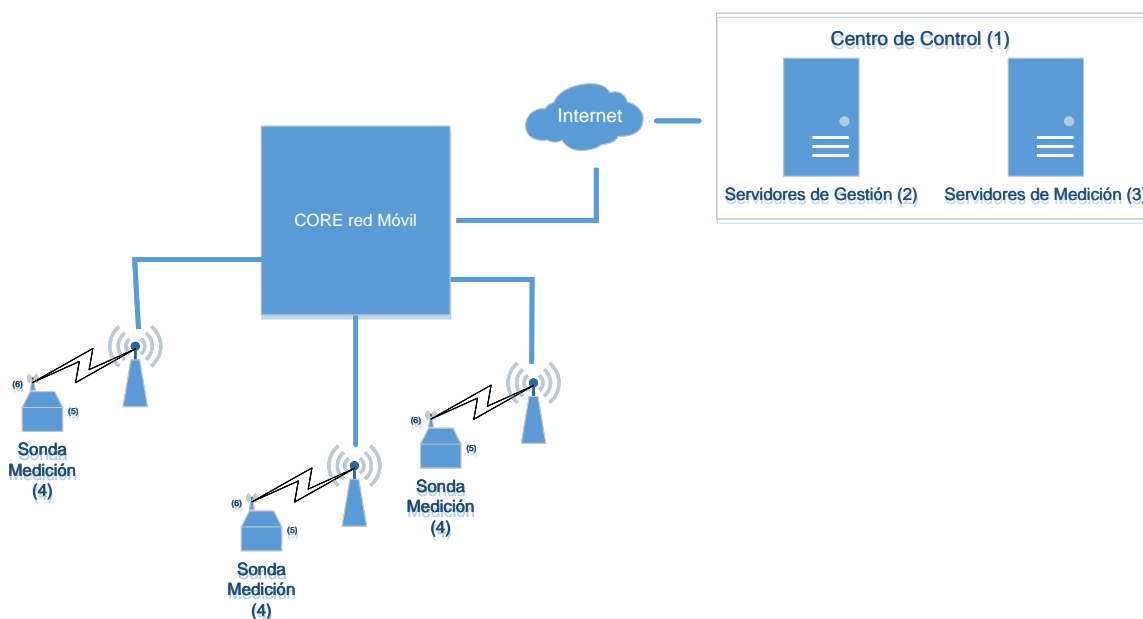 Centro de Control (1)
Internet
Servidores de Gestión (2)
Servidores de Medición (3)
CORE red Móvil
(6)
(5)
Sonda
Medición
(4)
(6)
(5)
Sonda
Medición
(4)
(6)
(5)
Sonda
Medición
(4)